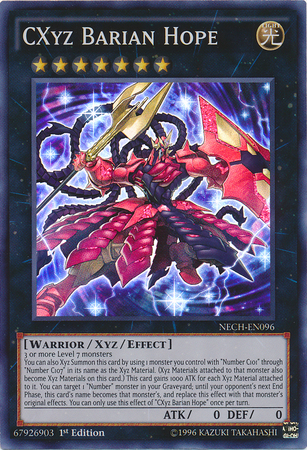 CXyz Barian Hope
LIGHT
光
NECH-EN096
[WARRIOR / XYZ / EFFECT]
3 or more Level 7 monsters
You can also Xyz Summon this card by using 1 monster you control with "Number C101" through
"Number C107" in its name as the Xyz Material. (Xyz Materials attached to that monster also
become Xyz Materials on this card.) This card gains 1000 ATK for each Xyz Material attached
to it. You can target 1 "Number" monster in your Graveyard; until your opponent's next End
Phase, this card's name becomes that monster's, and replace this effect with that monster's
original effects. You can only use this effect of "CXyz Barian Hope" once per turn.
ATK/ 0 DEF/ 0
67926903 1st Edition ©1996 KAZUKI TAKAHASHI